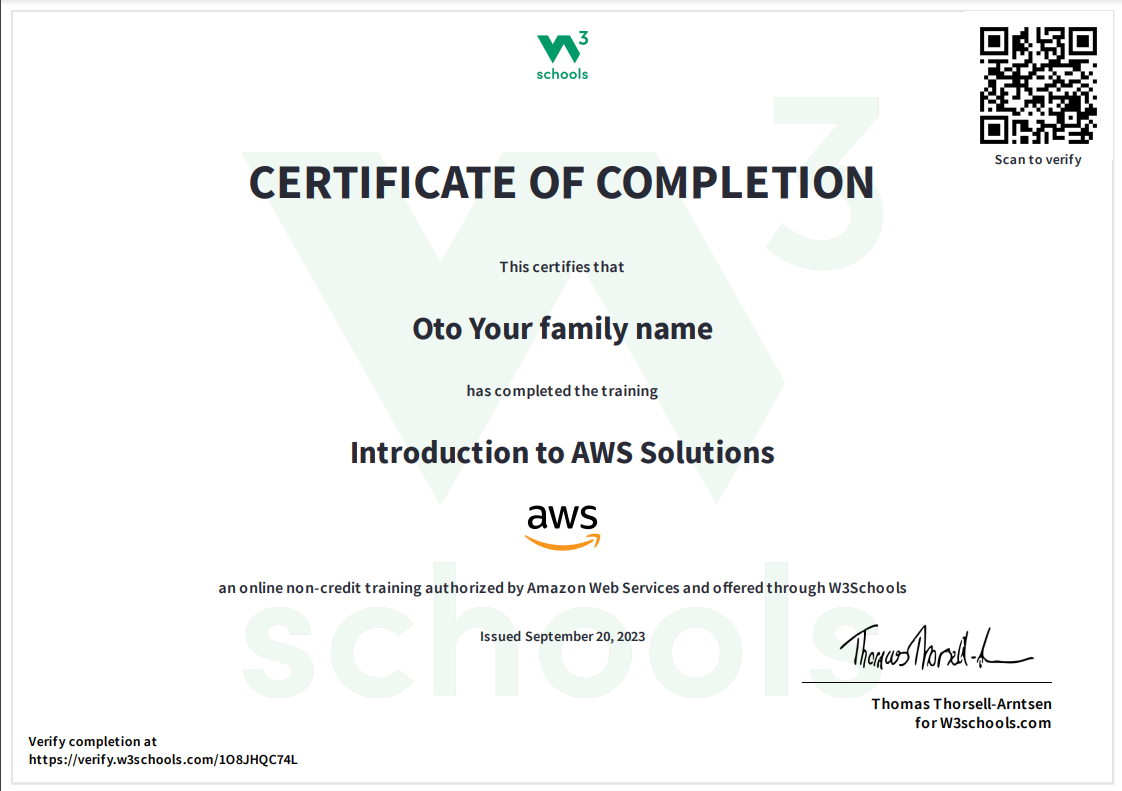 W3
schools
Scan to verify
CERTIFICATE OF COMPLETION
This certifies that
Oto Your family name
has completed the training
Introduction to AWS Solutions
aws
an online non-credit training authorized by Amazon Web Services and offered through W3Schools
Issued September 20, 2023
Thomas Thorsell-A
Thomas Thorsell-Arntsen
for W3schools.com
Verify completion at
https://verify.w3schools.com/1O8JHQC74L